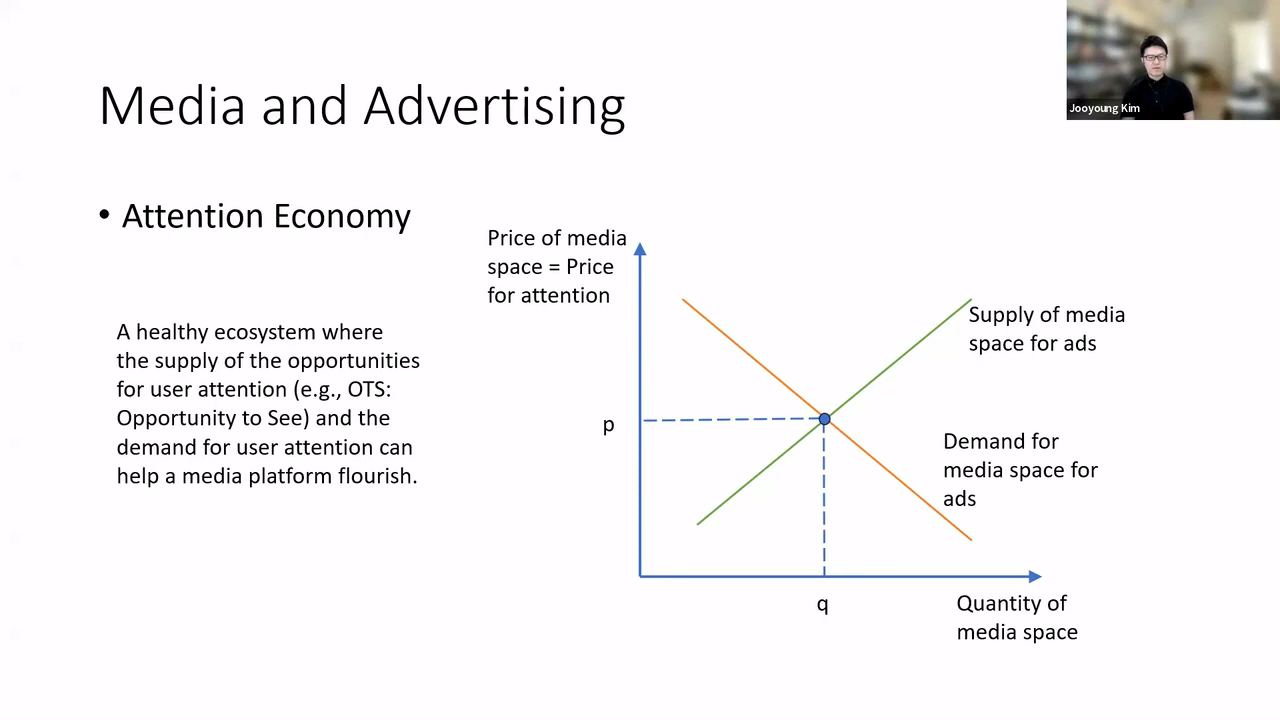 Jooyoung Kim
Media and Advertising
• Attention Economy
A healthy ecosystem where
the supply of the opportunities
for user attention (e.g., OTS:
Opportunity to See) and the
demand for user attention can
help a media platform flourish.
Price of media
space = Price
for attention
Supply of media
space for ads
p
Demand for
media space for
ads
q
Quantity of
media space